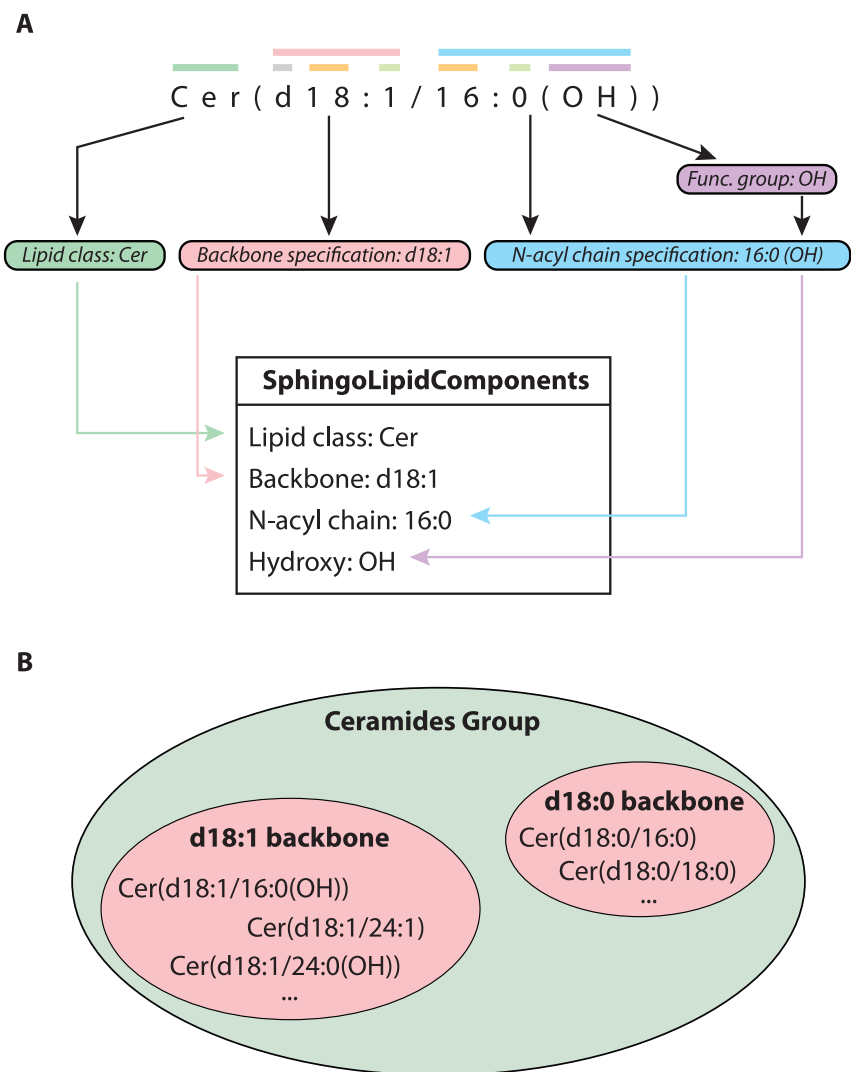 A
Cer(d18:1/16:0(OH))
Func. group: OH
Lipid class: Cer
Backbone specification: d18:1
N-acyl chain specification: 16:0 (OH)
SphingoLipidComponents
Lipid class: Cer
Backbone: d18:1
N-acyl chain: 16:0
Hydroxy: OH
B
Ceramides Group
d18:1 backbone
Cer(d18:1/16:0(OH))
Cer(d18:1/24:1)
Cer(d18:1/24:0(OH))
...
d18:0 backbone
Cer(d18:0/16:0)
Cer(d18:0/18:0)
...